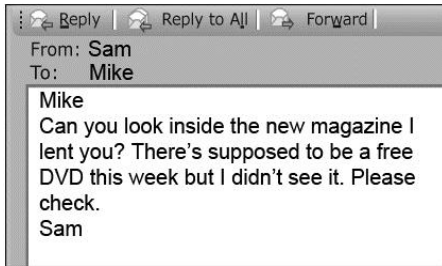 Reply Reply to All Forward
From: Sam
To: Mike
Mike
Can you look inside the new magazine I
lent you? There's supposed to be a free
DVD this week but I didn't see it. Please
check.
Sam